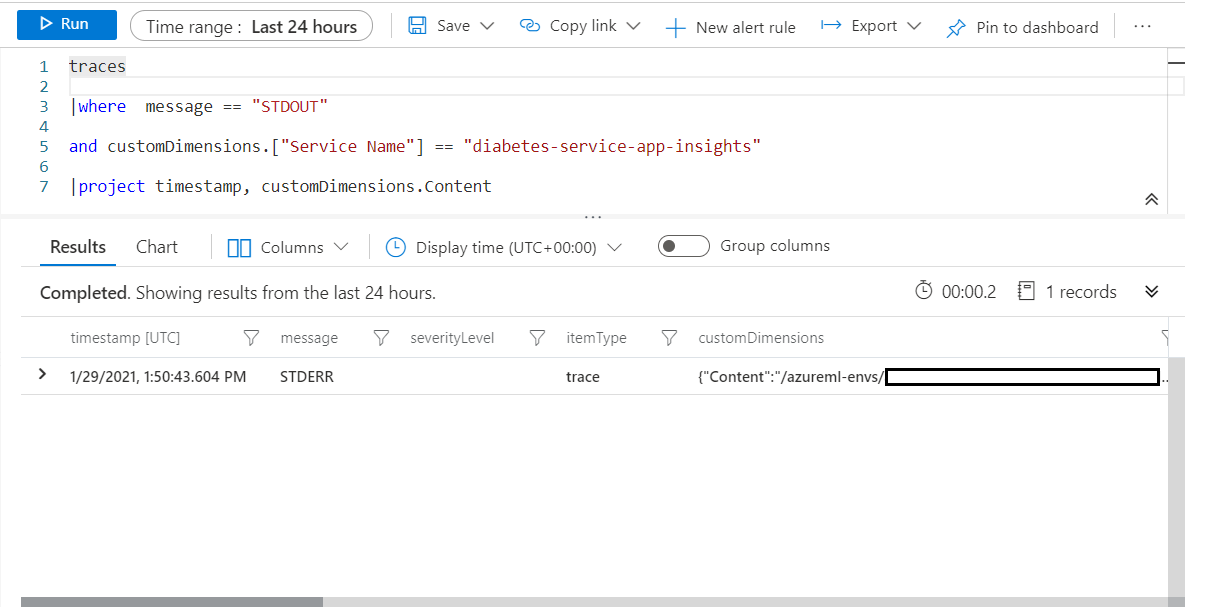 Run Time range : Last 24 hours Save Copy link New alert rule Export Pin to dashboard ...
1 traces
2
3 |where  message == "STDOUT"
4
5 and customDimensions.["Service Name"] == "diabetes-service-app-insights"
6
7 |project timestamp, customDimensions.Content
...
Results Chart Columns Display time (UTC+00:00) Group columns
Completed. Showing results from the last 24 hours. 00:00.2 1 records
timestamp [UTC] message severityLevel itemType customDimensions
1/29/2021, 1:50:43.604 PM STDERR trace {"Content":"/azureml-envs/ ..